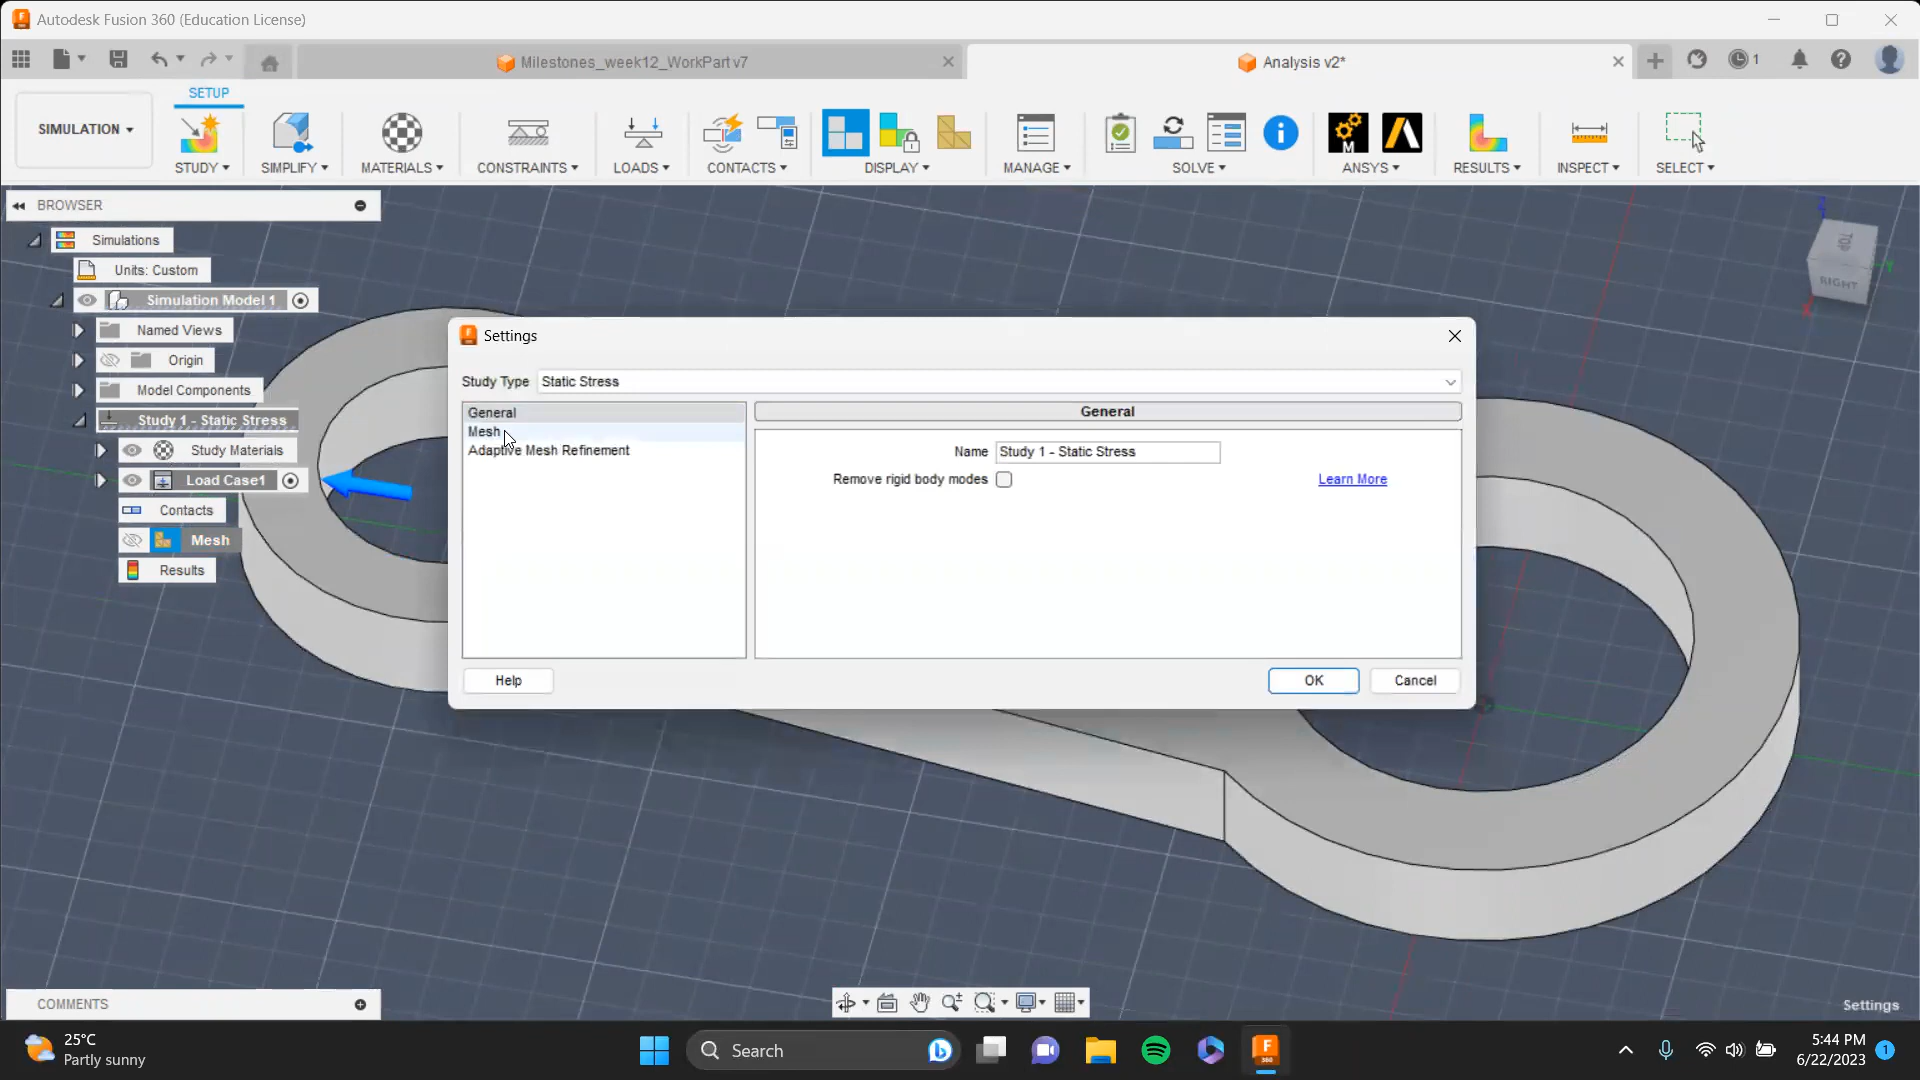 Autodesk Fusion 360 (Education License)
Milestones_week12_WorkPart v7
Analysis v2*
1
SETUP
SIMULATION
STUDY
SIMPLIFY
MATERIALS
CONSTRAINTS
LOADS
CONTACTS
DISPLAY
MANAGE
SOLVE
M
ANSYS
RESULTS
INSPECT
SELECT
BROWSER
Simulations
Units: Custom
Simulation Model 1
Named Views
Origin
Model Components
Study 1 - Static Stress
Study Materials
Load Case1
Contacts
Mesh
Results
Z
TOP
RIGHT
Y
X
Settings
Study Type Static Stress
General
Mesh
Adaptive Mesh Refinement
General
Name Study 1 - Static Stress
Remove rigid body modes Learn More
Help
OK
Cancel
COMMENTS
Settings
25°C
Partly sunny
Search
F
360
5:44 PM
6/22/2023
1